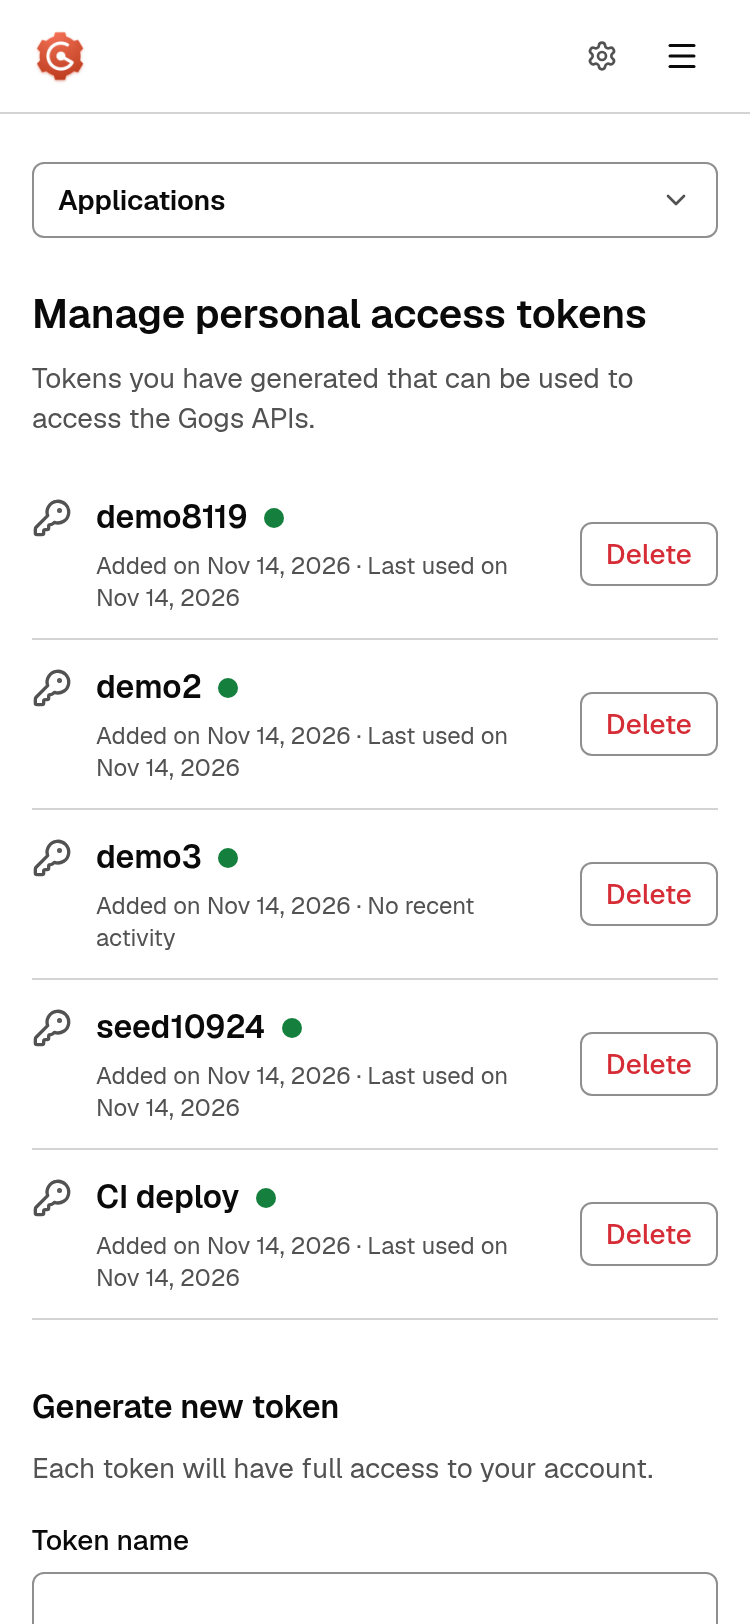 Applications
Manage personal access tokens
Tokens you have generated that can be used to
access the Gogs APIs.
demo8119
Added on Nov 14, 2026 · Last used on
Nov 14, 2026
Delete
demo2
Added on Nov 14, 2026 · Last used on
Nov 14, 2026
Delete
demo3
Added on Nov 14, 2026 · No recent
activity
Delete
seed10924
Added on Nov 14, 2026 · Last used on
Nov 14, 2026
Delete
CI deploy
Added on Nov 14, 2026 · Last used on
Nov 14, 2026
Delete
Generate new token
Each token will have full access to your account.
Token name